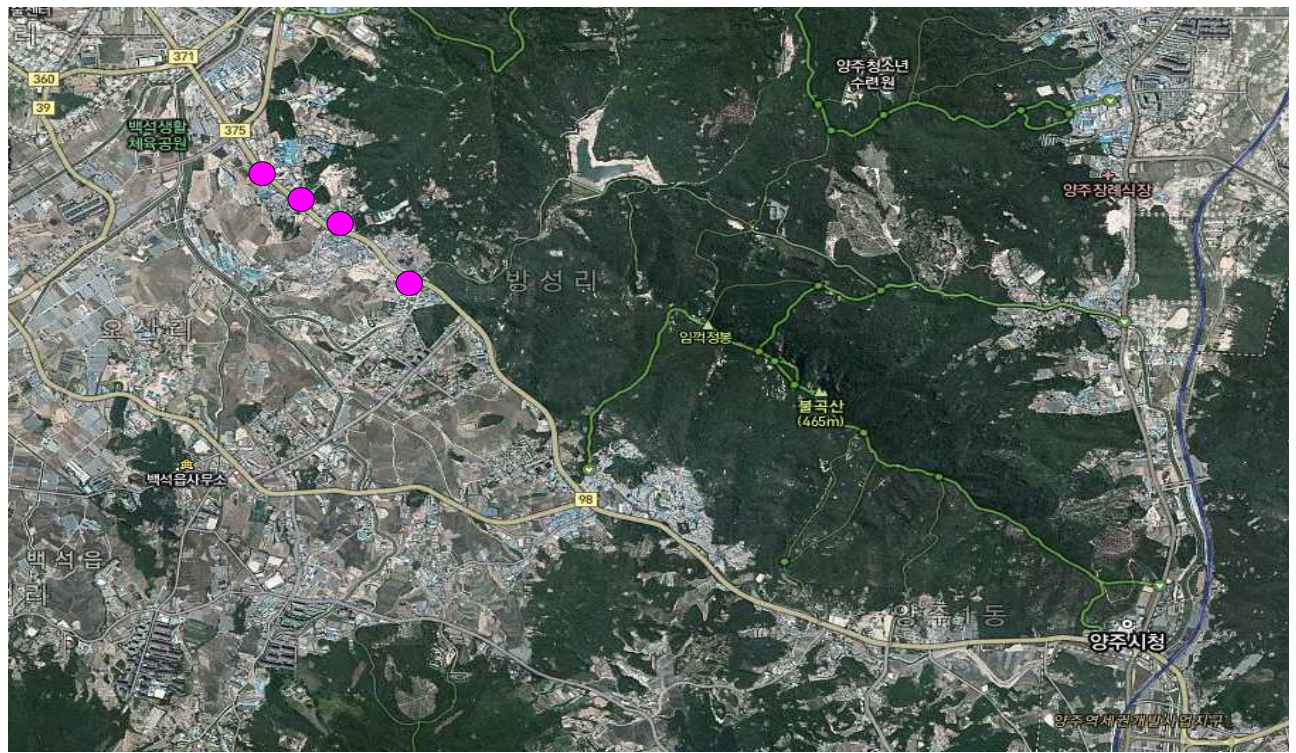 371
양주청소년
수련원
360
39
백석생활
체육공원
375
양주장례식장
방성리
오산리
임꺽정봉
불곡산
(465m)
백석읍사무소
98
백석읍
양주1동
양주시청
양주역세권개발사업지구